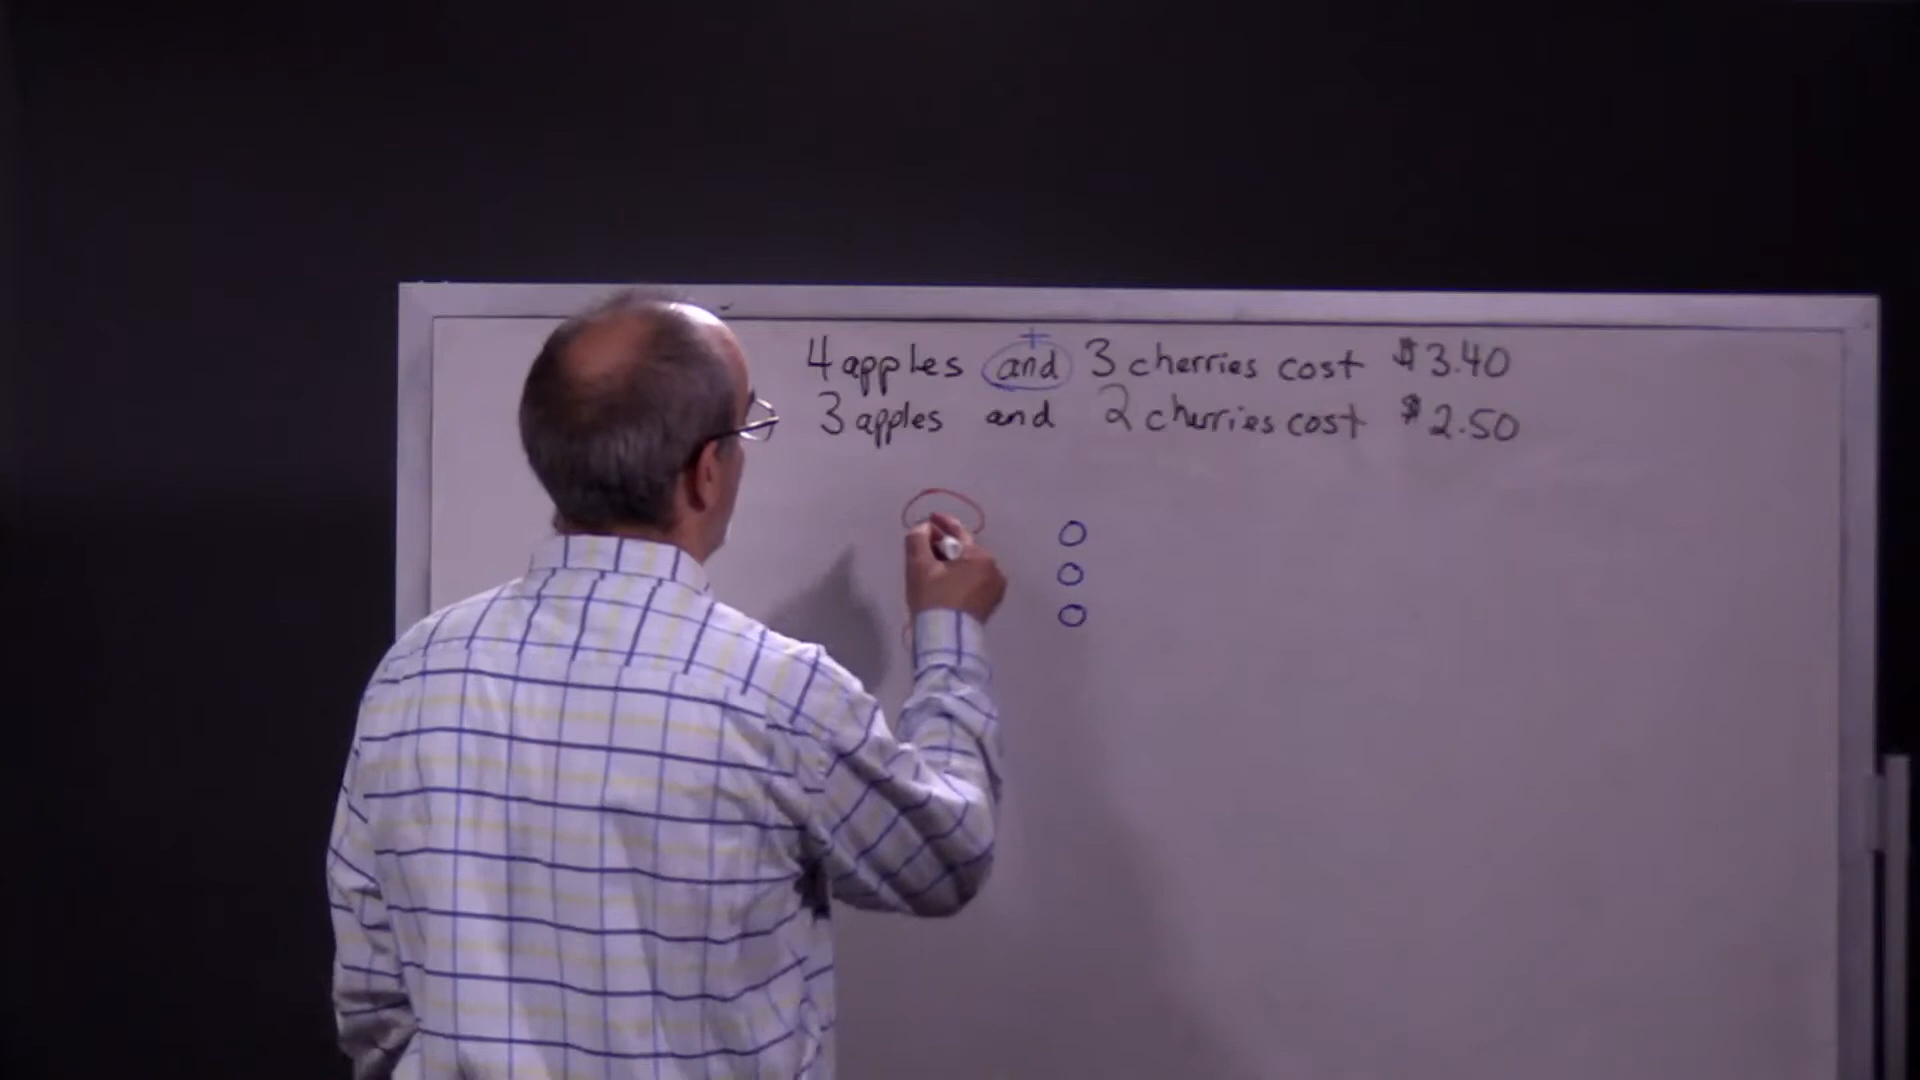 +
4 apples and 3 cherries cost $3.40
3 apples and 2 cherries cost $2.50